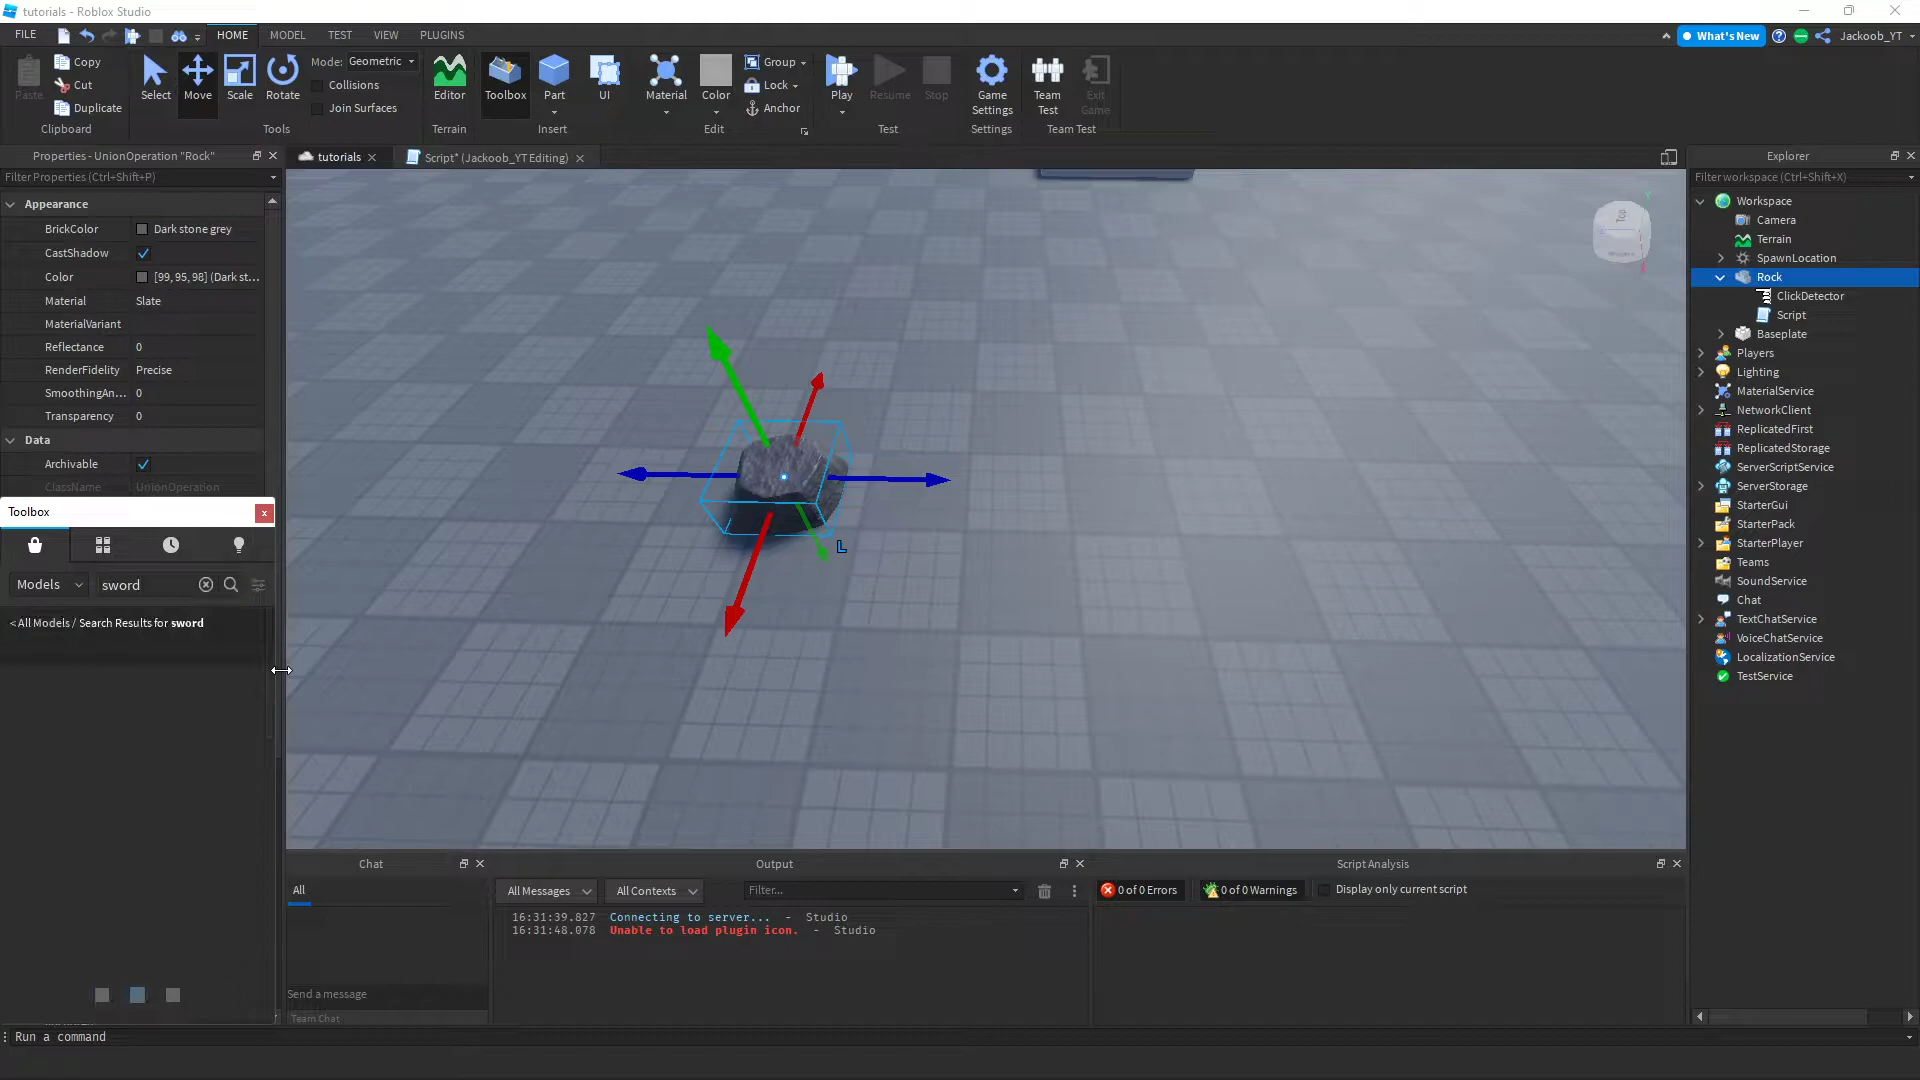 tutorials - Roblox Studio
FILE HOME MODEL TEST VIEW PLUGINS What's New Jackoob_YT
Paste Copy Cut Duplicate Clipboard
Select Move Scale Rotate Mode: Geometric Collisions Join Surfaces Tools
Editor Terrain
Toolbox Part UI Insert
Material Color Group Lock Anchor Edit
Play Resume Stop Test
Game Settings Settings
Team Test Exit Game Team Test
Properties - UnionOperation "Rock"
Filter Properties (Ctrl+Shift+P)
Appearance
BrickColor Dark stone grey
CastShadow
Color [99, 95, 98] (Dark st...
Material Slate
MaterialVariant
Reflectance 0
RenderFidelity Precise
SmoothingAn... 0
Transparency 0
Data
Archivable
ClassName UnionOperation
Toolbox
Models sword
< All Models / Search Results for sword
tutorials Script* (Jackoob_YT Editing)
Top
L
Explorer
Filter workspace (Ctrl+Shift+X)
Workspace
Camera
Terrain
SpawnLocation
Rock
ClickDetector
Script
Baseplate
Players
Lighting
MaterialService
NetworkClient
ReplicatedFirst
ReplicatedStorage
ServerScriptService
ServerStorage
StarterGui
StarterPack
StarterPlayer
Teams
SoundService
Chat
TextChatService
VoiceChatService
LocalizationService
TestService
Chat
All
Send a message
Team Chat
Output
All Messages All Contexts Filter...
16:31:39.827 Connecting to server... - Studio
16:31:48.078 Unable to load plugin icon. - Studio
Script Analysis
0 of 0 Errors 0 of 0 Warnings Display only current script
Run a command